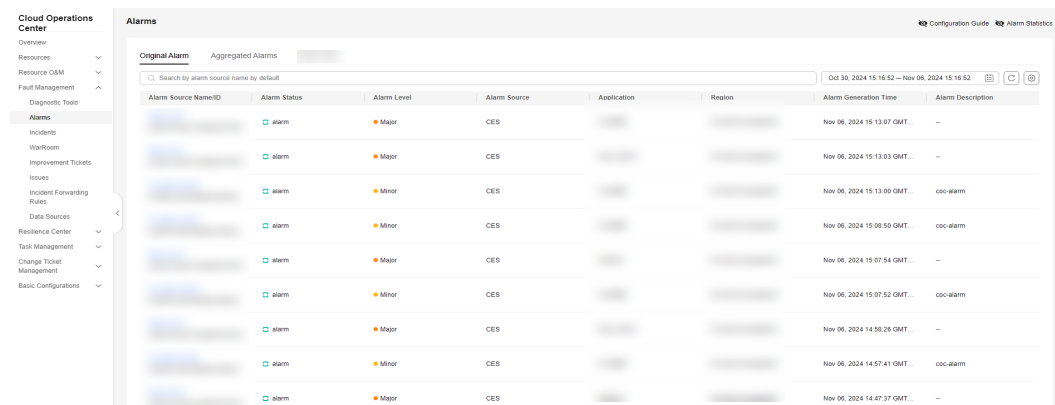 Cloud Operations
Center
Overview
Resources
Resource O&M
Fault Management
Diagnostic Tools
Alarms
Incidents
WarRoom
Improvement Tickets
Issues
Incident Forwarding
Rules
Data Sources
Resilience Center
Task Management
Change Ticket
Management
Basic Configurations
Alarms
Configuration Guide Alarm Statistics
Original Alarm Aggregated Alarms
Search by alarm source name by default
Oct 30, 2024 15:16:52 – Nov 06, 2024 15:16:52
Alarm Source Name/ID Alarm Status Alarm Level Alarm Source Application Region Alarm Generation Time Alarm Description
alarm Major CES Nov 06, 2024 15:13:07 GMT... --
alarm Major CES Nov 06, 2024 15:13:03 GMT... --
alarm Minor CES Nov 06, 2024 15:13:00 GMT... coc-alarm
alarm Minor CES Nov 06, 2024 15:08:50 GMT... coc-alarm
alarm Major CES Nov 06, 2024 15:07:54 GMT... --
alarm Minor CES Nov 06, 2024 15:07:52 GMT... coc-alarm
alarm Major CES Nov 06, 2024 14:58:26 GMT... --
alarm Minor CES Nov 06, 2024 14:57:41 GMT... coc-alarm
alarm Major CES Nov 06, 2024 14:47:37 GMT... --